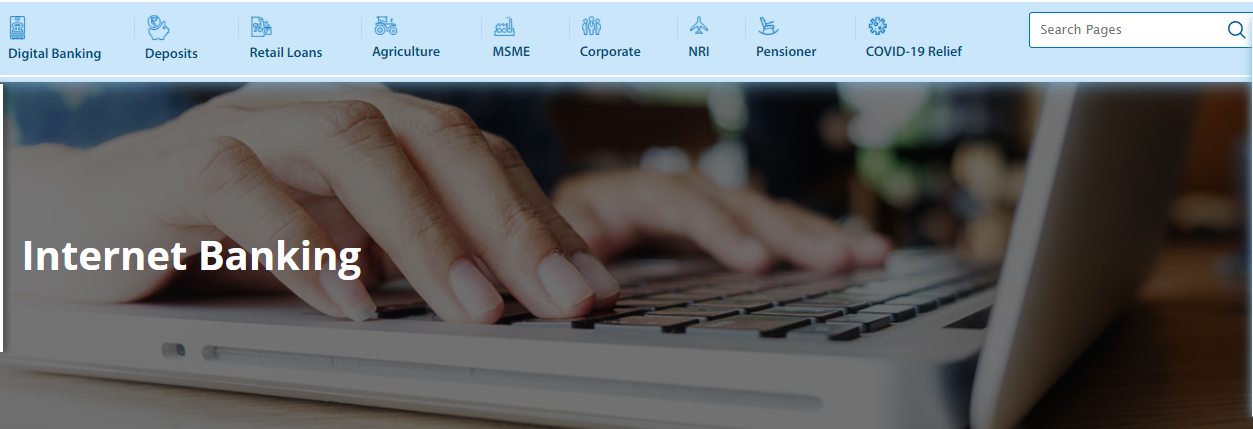 Digital Banking
Deposits
Retail Loans
Agriculture
MSME
Corporate
NRI
Pensioner
COVID-19 Relief
Search Pages
Internet Banking